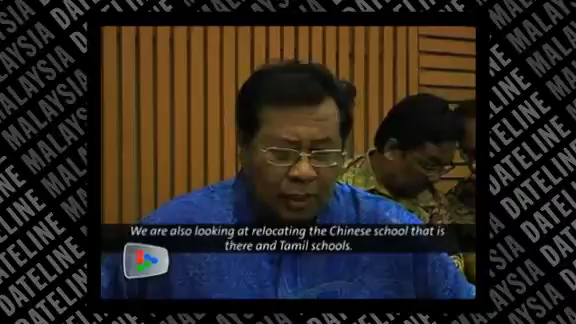 DATELINE MALAYSIA
We are also looking at relocating the Chinese school that is
there and Tamil schools.